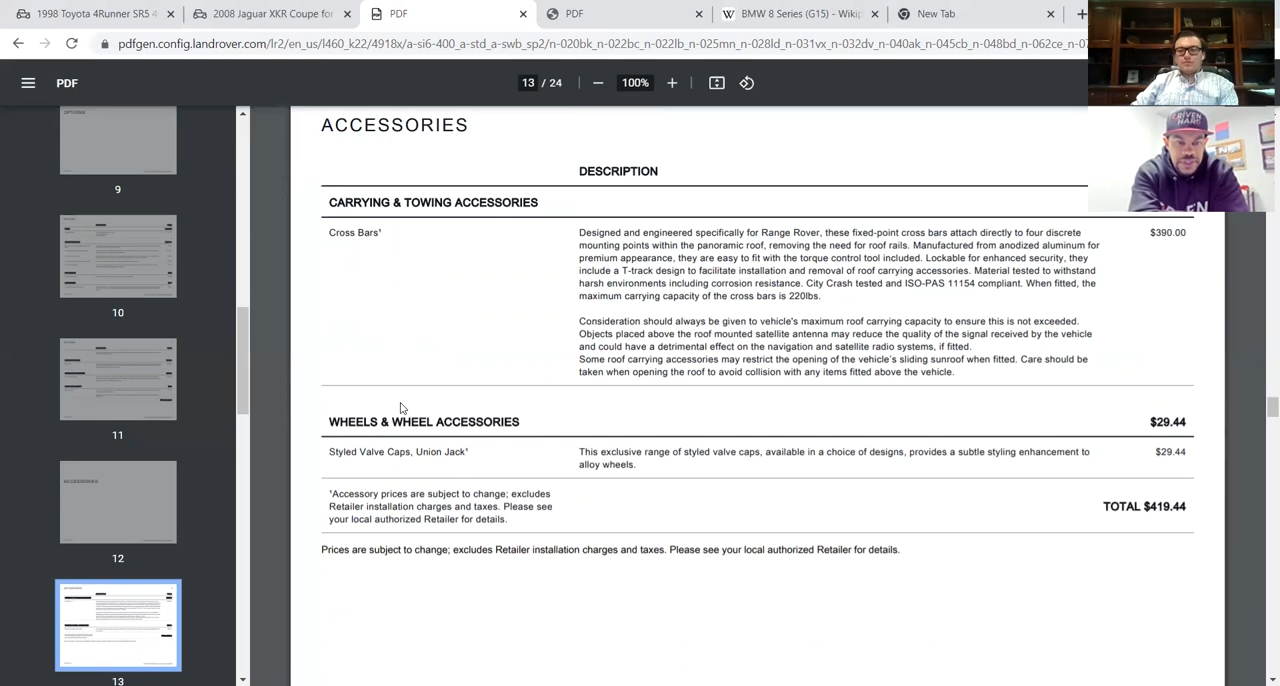 1998 Toyota 4Runner SR5 4
2008 Jaguar XKR Coupe for
PDF
PDF
BMW 8 Series (G15) - Wikip
New Tab
pdfgen.config.landrover.com/lr2/en_us/l460_k22/4918x/a-si6-400_a-std_a-swb_sp2/n-020bk_n-022bc_n-022lb_n-025mn_n-028ld_n-031vx_n-032dv_n-040ak_n-045cb_n-048bd_n-062ce_n-07
PDF
13 / 24
100%
OPTIONS
9
10
11
ACCESSORIES
12
13
ACCESSORIES
DESCRIPTION
CARRYING & TOWING ACCESSORIES
Cross Bars¹
Designed and engineered specifically for Range Rover, these fixed-point cross bars attach directly to four discrete
$390.00
mounting points within the panoramic roof, removing the need for roof rails. Manufactured from anodized aluminum for
premium appearance, they are easy to fit with the torque control tool included. Lockable for enhanced security, they
include a T-track design to facilitate installation and removal of roof carrying accessories. Material tested to withstand
harsh environments including corrosion resistance. City Crash tested and ISO-PAS 11154 compliant. When fitted, the
maximum carrying capacity of the cross bars is 220lbs.
Consideration should always be given to vehicle's maximum roof carrying capacity to ensure this is not exceeded.
Objects placed above the roof mounted satellite antenna may reduce the quality of the signal received by the vehicle
and could have a detrimental effect on the navigation and satellite radio systems, if fitted.
Some roof carrying accessories may restrict the opening of the vehicle's sliding sunroof when fitted. Care should be
taken when opening the roof to avoid collision with any items fitted above the vehicle.
WHEELS & WHEEL ACCESSORIES
$29.44
Styled Valve Caps, Union Jack¹
This exclusive range of styled valve caps, available in a choice of designs, provides a subtle styling enhancement to
$29.44
alloy wheels.
¹Accessory prices are subject to change; excludes
Retailer installation charges and taxes. Please see
your local authorized Retailer for details.
TOTAL $419.44
Prices are subject to change; excludes Retailer installation charges and taxes. Please see your local authorized Retailer for details.